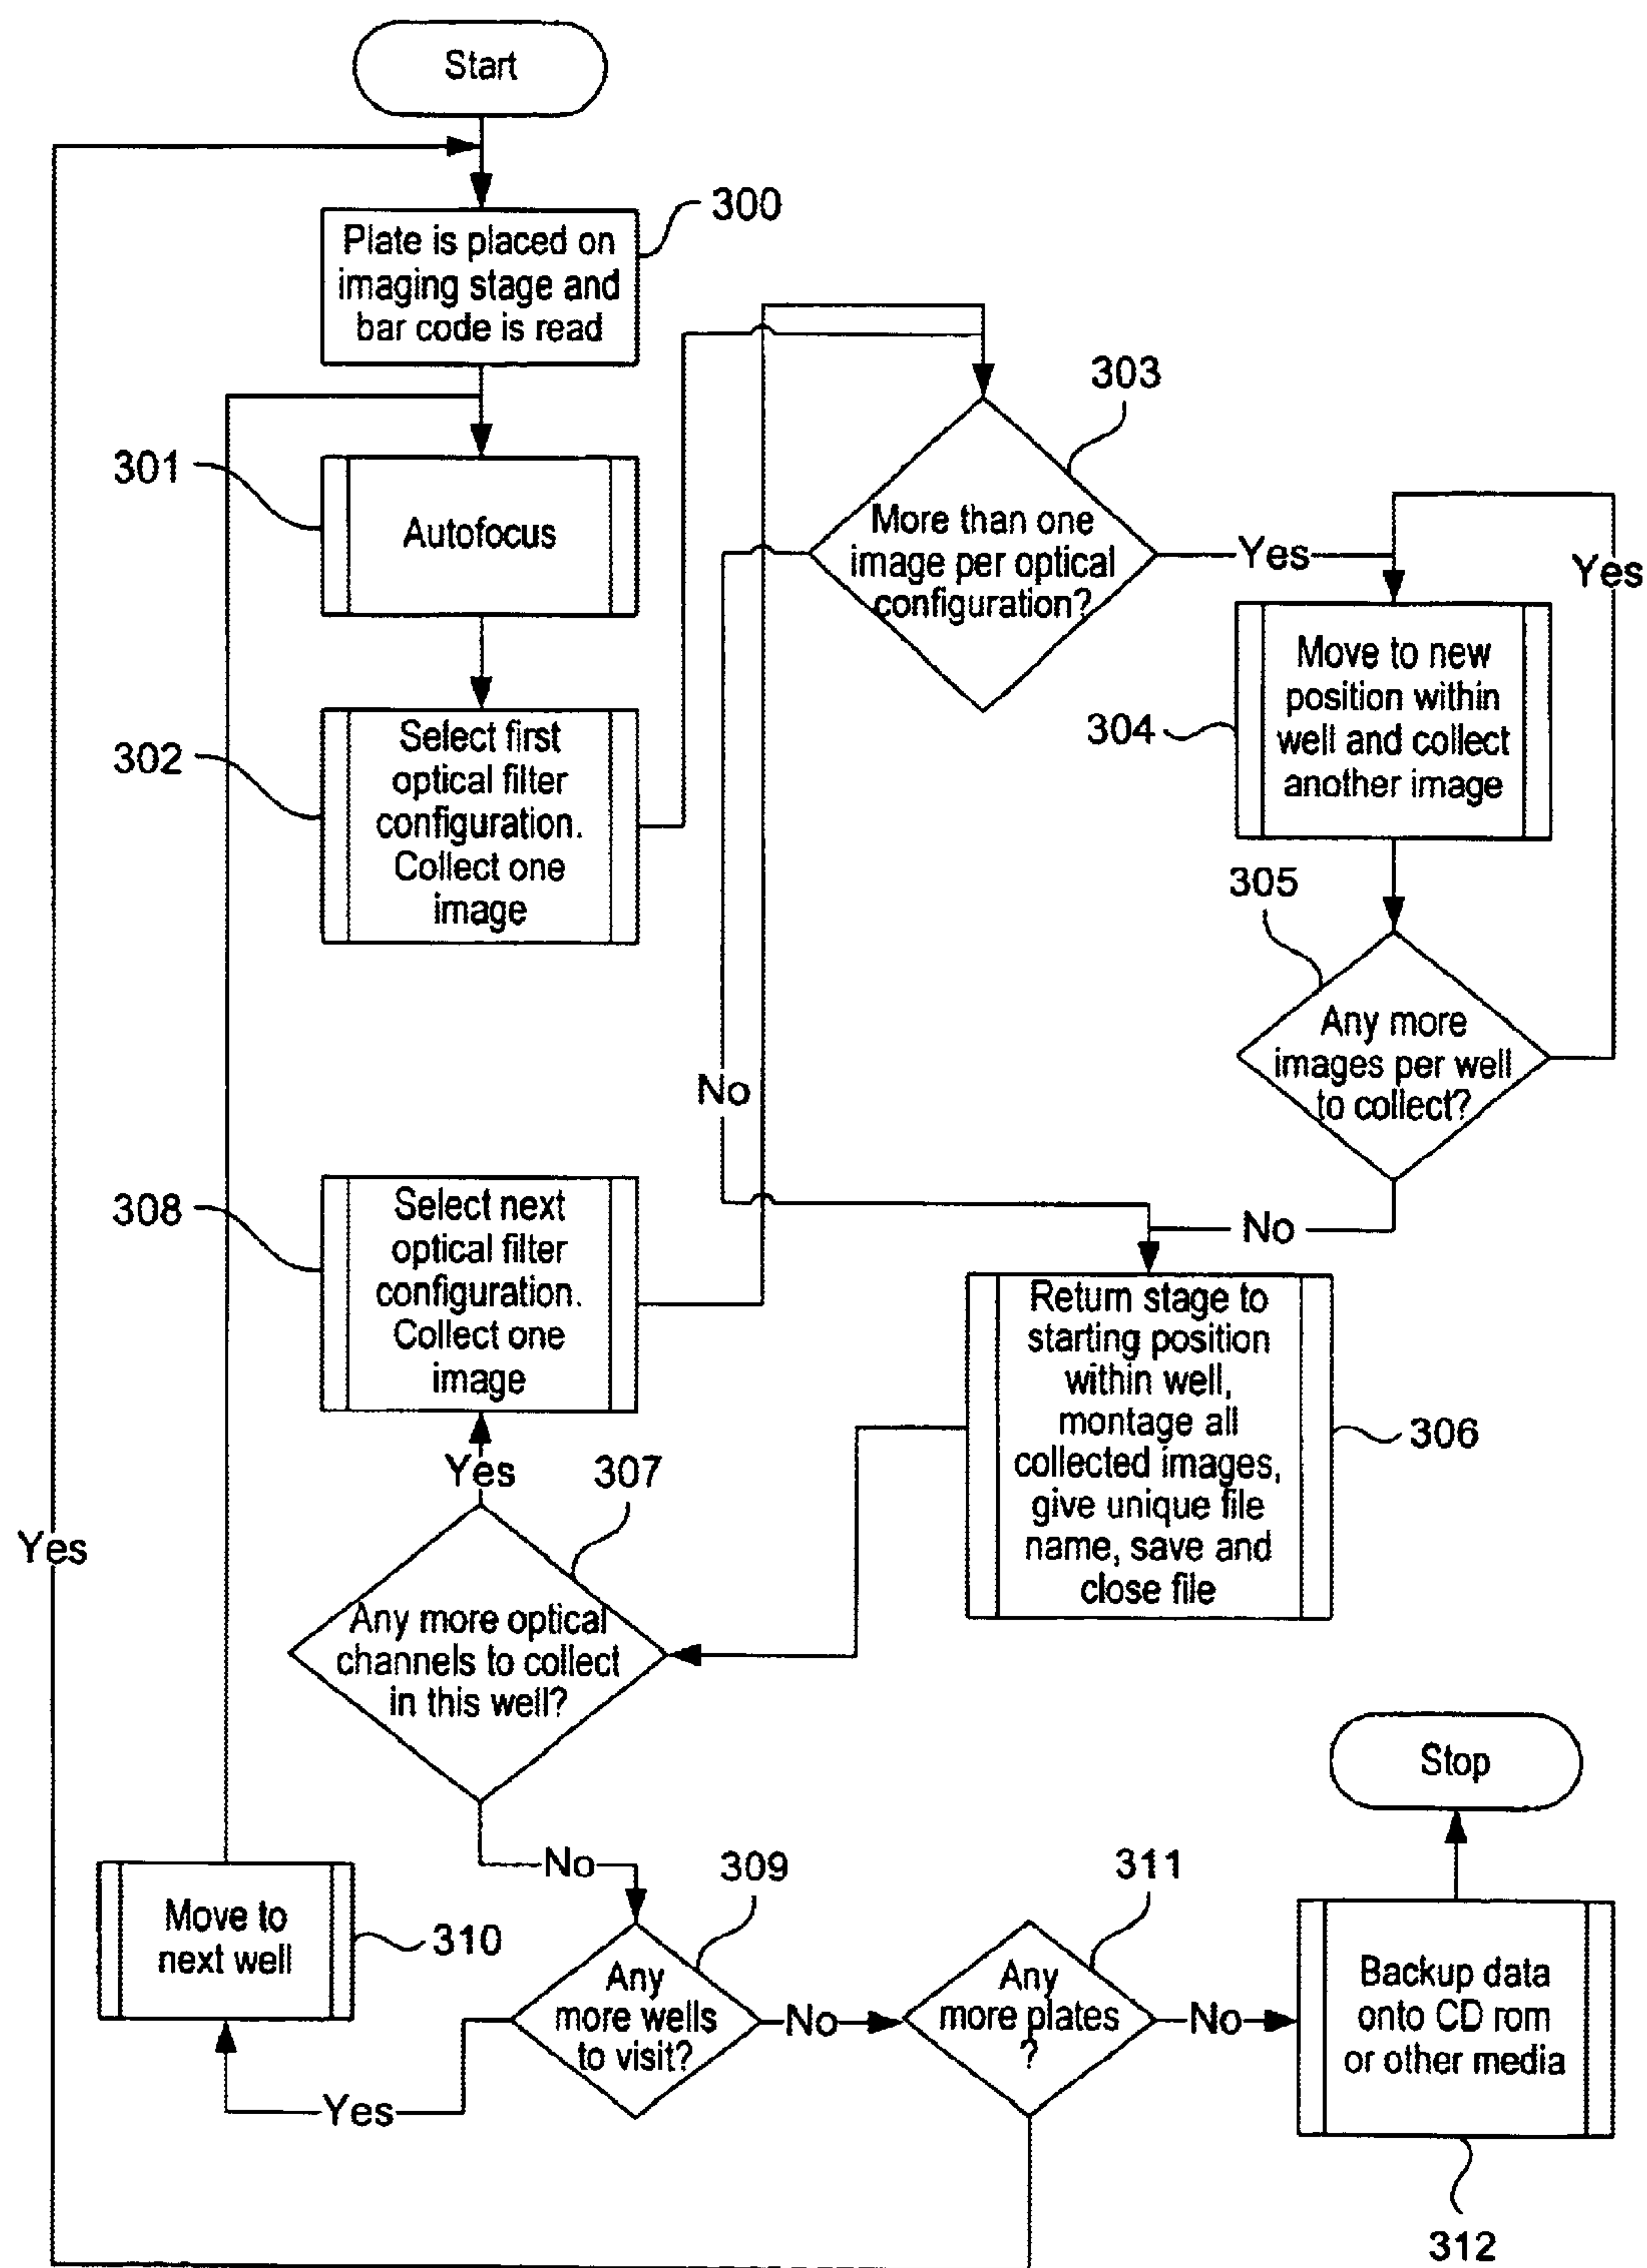 Start
300
Plate is placed on
imaging stage and
bar code is read
301
Autofocus
302
Select first
optical filter
configuration.
Collect one
image
303
More than one
image per optical
configuration?
Yes
Yes
304
Move to new
position within
well and collect
another image
305
Any more
images per well
to collect?
No
No
308
Select next
optical filter
configuration.
Collect one
image
Return stage to
starting position
within well,
montage all
collected images,
give unique file
name, save and
close file
306
Yes
307
Any more optical
channels to collect
in this well?
Yes
Stop
No
309
311
Move to
next well
310
Any
more wells
to visit?
No
Any
more plates
?
No
Backup data
onto CD rom
or other media
Yes
312